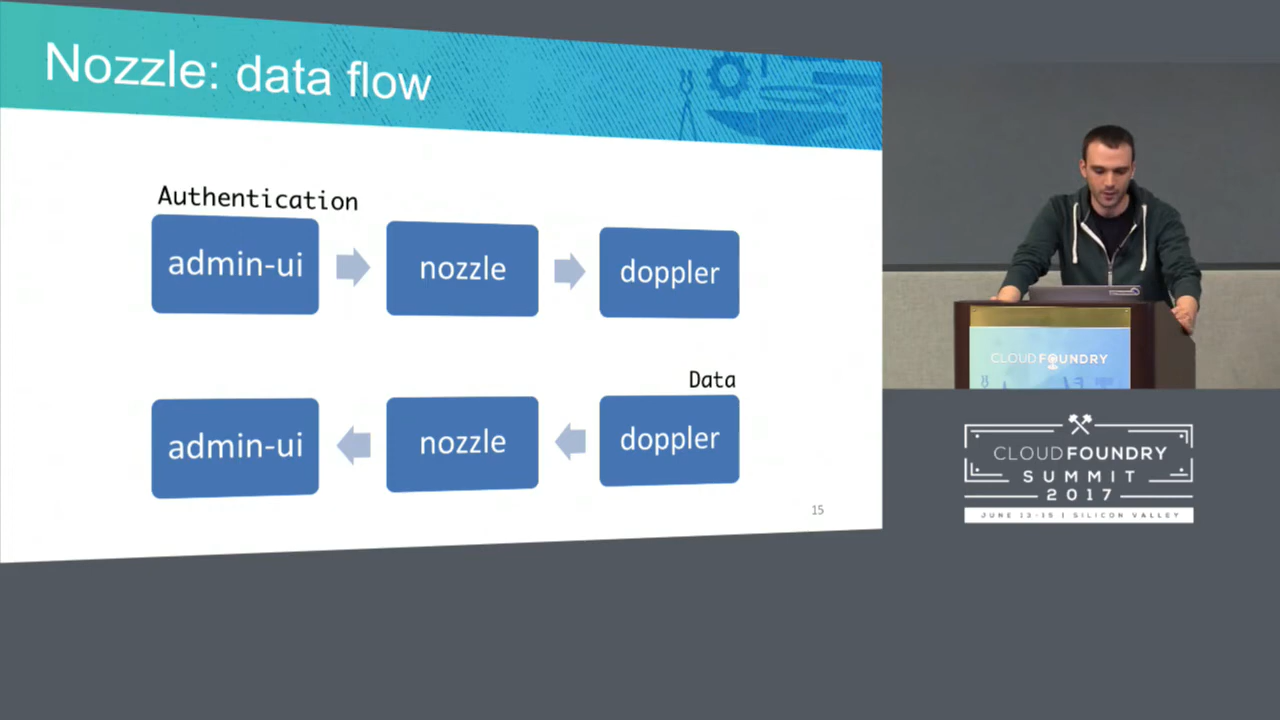 Nozzle: data flow
Authentication
admin-ui
nozzle
doppler
Data
admin-ui
nozzle
doppler
15
CLOUD FOUNDRY
CLOUD FOUNDRY
SUMMIT
2017
JUNE 13-15 | SILICON VALLEY